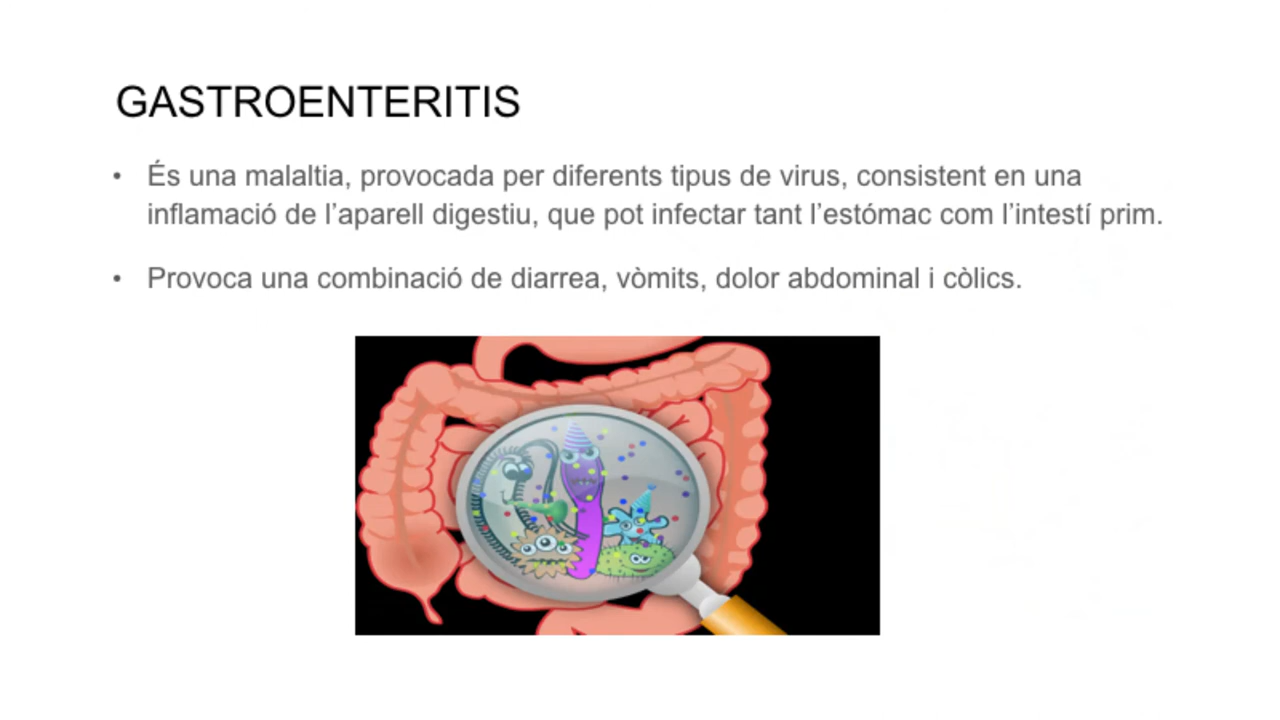 GASTROENTERITIS
• És una malaltia, provocada per diferents tipus de virus, consistent en una
inflamació de l’aparell digestiu, que pot infectar tant l’estómac com l’intestí prim.
• Provoca una combinació de diarrea, vòmits, dolor abdominal i còlics.